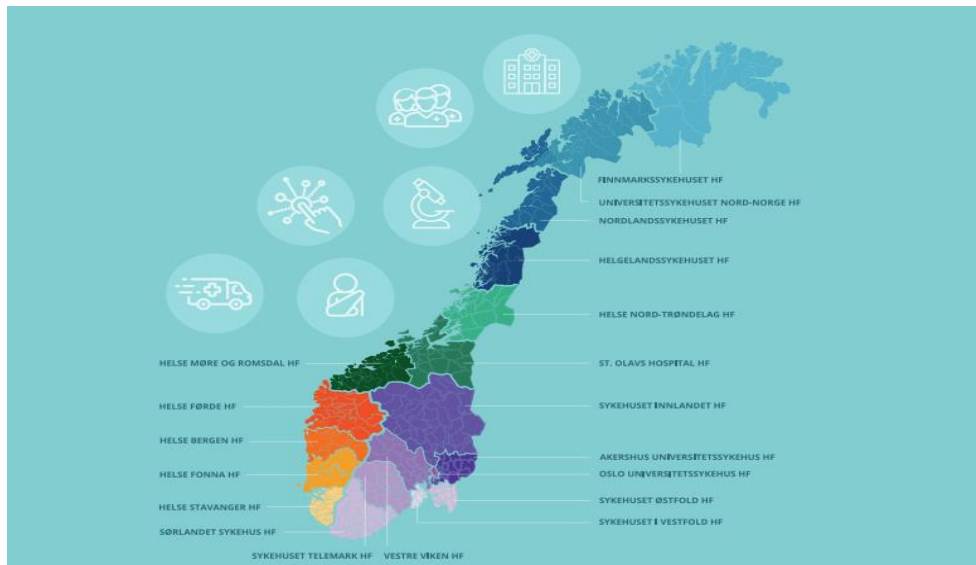 FINNMARKSSYKEHUSET HF
UNIVERSITETSSYKEHUSET NORD-NORGE HF
NORDLANDSSYKEHUSET HF
HELGELANDSSYKEHUSET HF
HELSE NORD-TRØNDELAG HF
HELSE MØRE OG ROMSDAL HF
ST. OLAVS HOSPITAL HF
HELSE FØRDE HF
SYKEHUSET INNLANDET HF
HELSE BERGEN HF
AKERSHUS UNIVERSITETSSYKEHUS HF
HELSE FONNA HF
OSLO UNIVERSITETSSYKEHUS HF
SYKEHUSET ØSTFOLD HF
HELSE STAVANGER HF
SYKEHUSET I VESTFOLD HF
SØRLANDET SYKEHUS HF
SYKEHUSET TELEMARK HF
VESTRE VIKEN HF